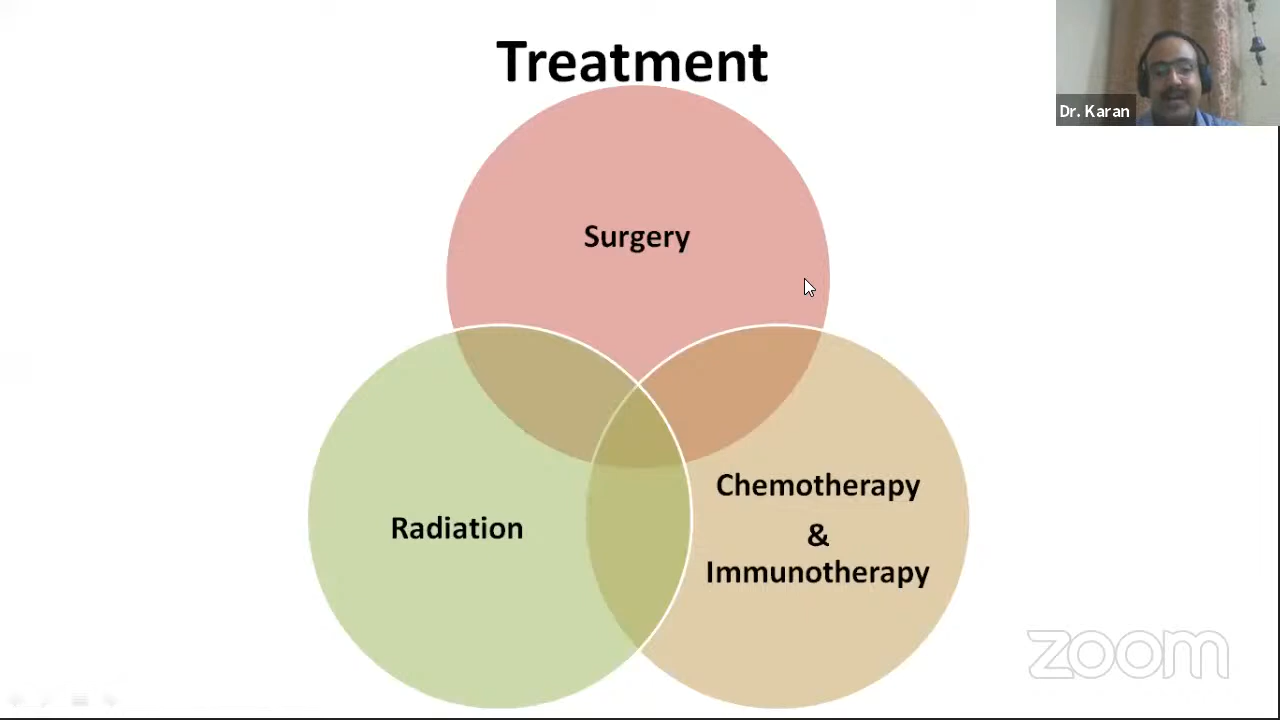 Treatment
Dr. Karan
Surgery
Radiation
Chemotherapy
&
Immunotherapy
zoom